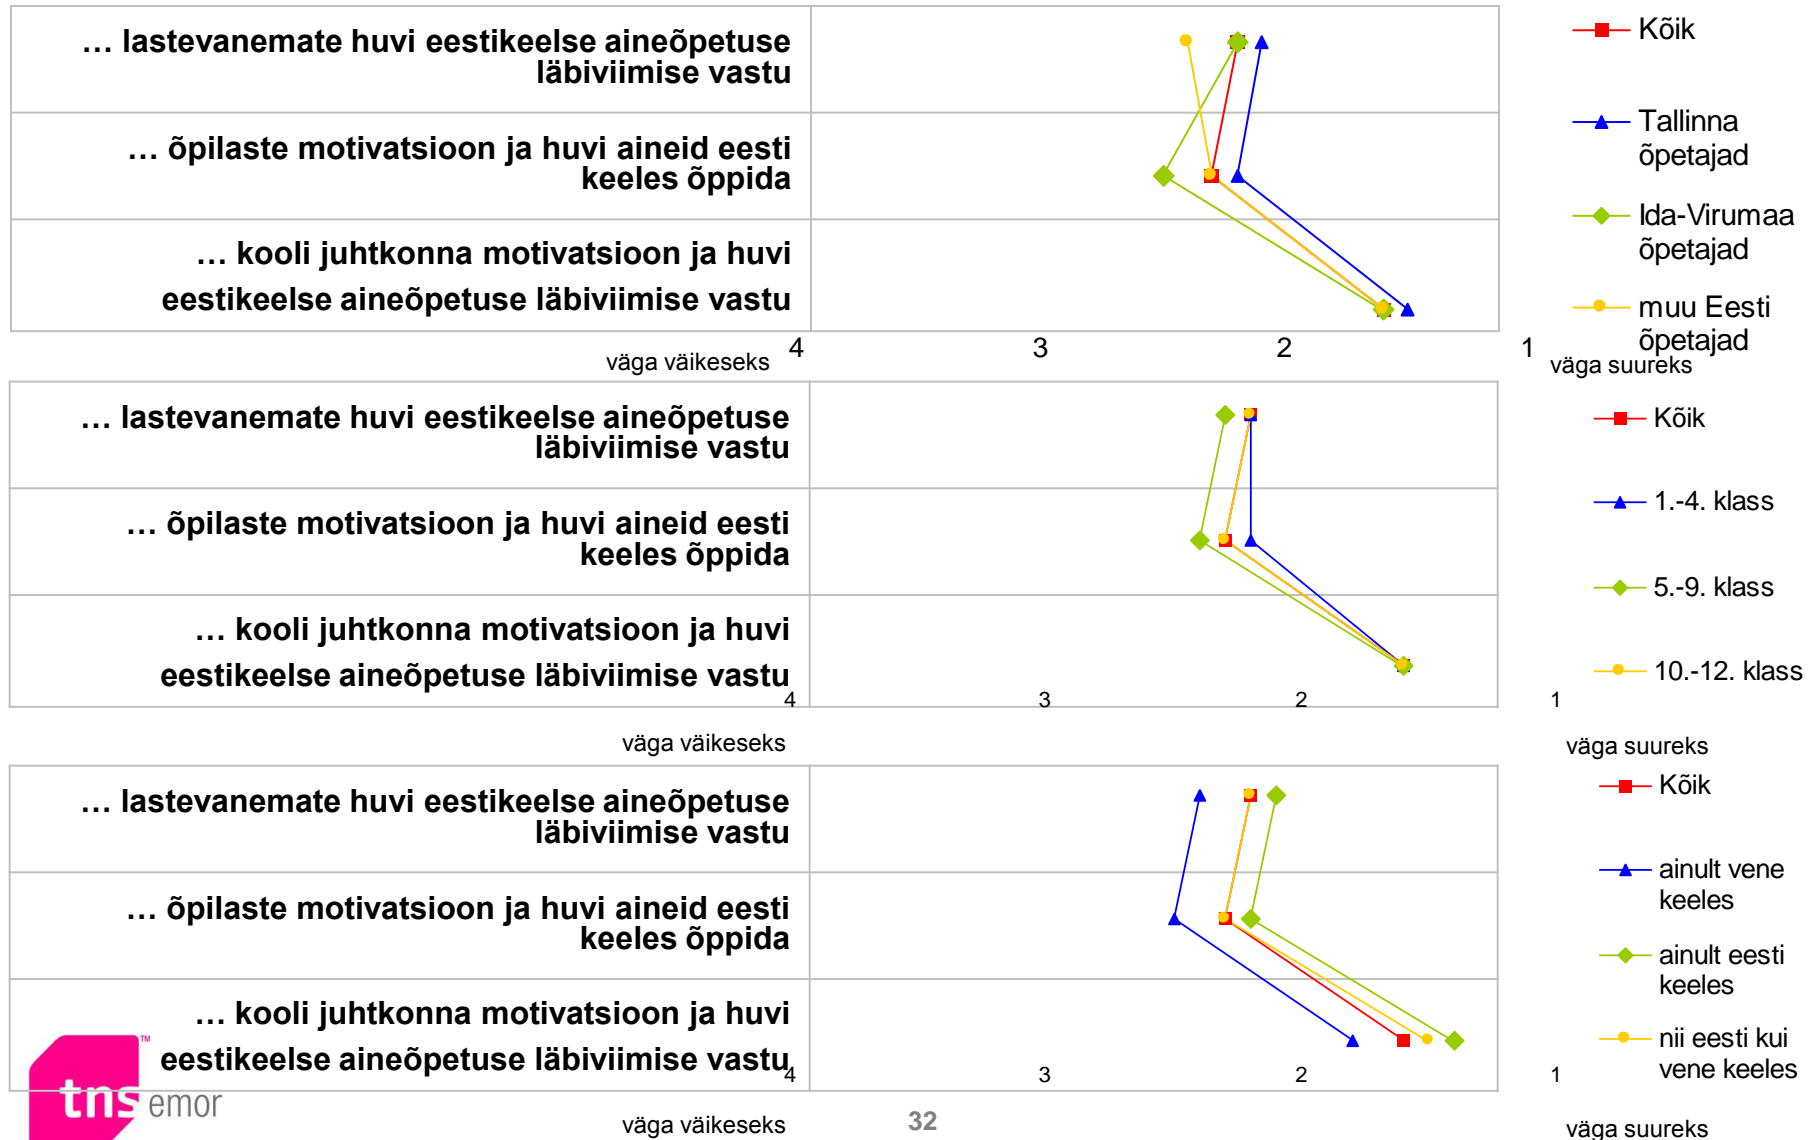 … lastevanemate huvi eestikeelse aineõpetuse
läbiviimise vastu
… õpilaste motivatsioon ja huvi aineid eesti
keeles õppida
… kooli juhtkonna motivatsioon ja huvi
eestikeelse aineõpetuse läbiviimise vastu
4
3
2
1
väga väikeseks
väga suureks
Kõik
Tallinna
õpetajad
Ida-Virumaa
õpetajad
muu Eesti
õpetajad
… lastevanemate huvi eestikeelse aineõpetuse
läbiviimise vastu
… õpilaste motivatsioon ja huvi aineid eesti
keeles õppida
… kooli juhtkonna motivatsioon ja huvi
eestikeelse aineõpetuse läbiviimise vastu
4
3
2
1
väga väikeseks
väga suureks
Kõik
1.-4. klass
5.-9. klass
10.-12. klass
… lastevanemate huvi eestikeelse aineõpetuse
läbiviimise vastu
… õpilaste motivatsioon ja huvi aineid eesti
keeles õppida
… kooli juhtkonna motivatsioon ja huvi
eestikeelse aineõpetuse läbiviimise vastu
4
3
2
1
väga väikeseks
väga suureks
Kõik
ainult vene
keeles
ainult eesti
keeles
nii eesti kui
vene keeles
tns emor
™
32